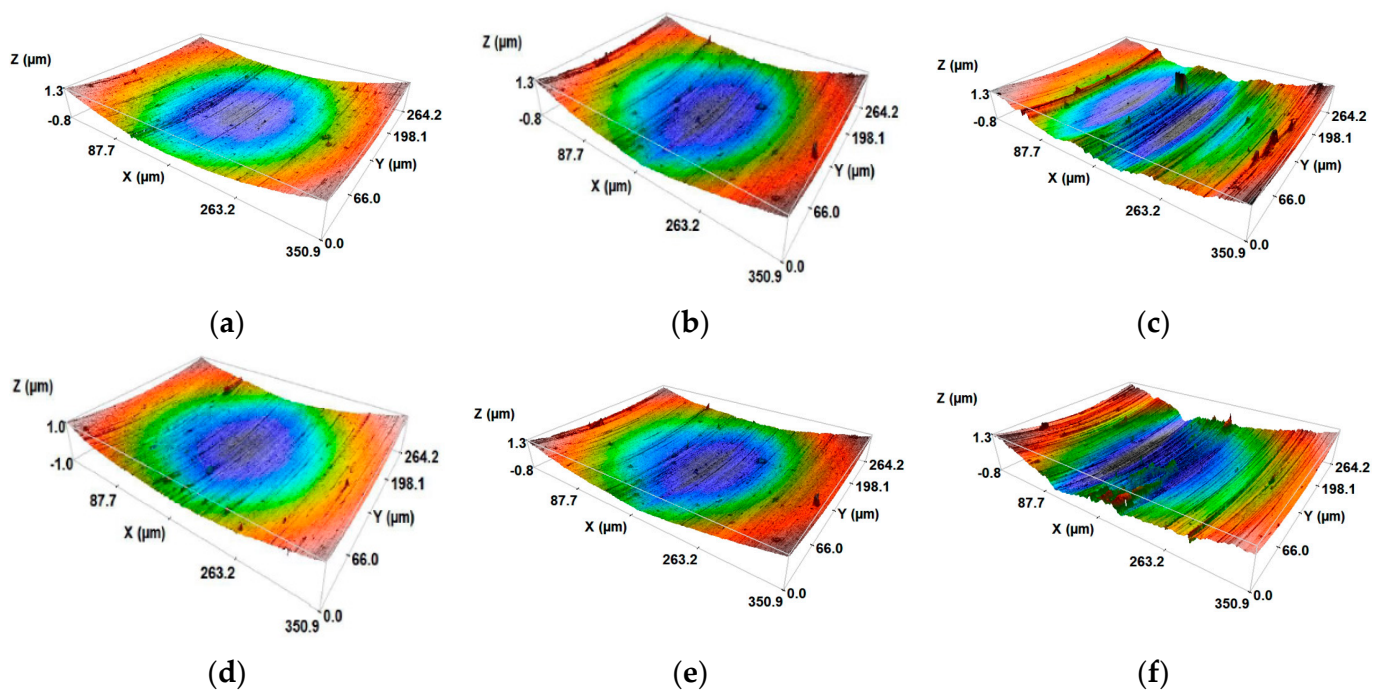 Z (µm)
1.3
-0.8
87.7
X (µm)
263.2
350.9
0.0
66.0
Y (µm)
198.1
264.2
(a)
Z (µm)
1.3
-0.8
87.7
X (µm)
263.2
350.9
0.0
66.0
Y (µm)
198.1
264.2
(b)
Z (µm)
1.3
-0.8
87.7
X (µm)
263.2
350.9
0.0
66.0
Y (µm)
198.1
264.2
(c)
Z (µm)
1.0
-1.0
87.7
X (µm)
263.2
350.9
0.0
66.0
Y (µm)
198.1
264.2
(d)
Z (µm)
1.3
-0.8
87.7
X (µm)
263.2
350.9
0.0
66.0
Y (µm)
198.1
264.2
(e)
Z (µm)
1.3
-0.8
87.7
X (µm)
263.2
350.9
0.0
66.0
Y (µm)
198.1
264.2
(f)